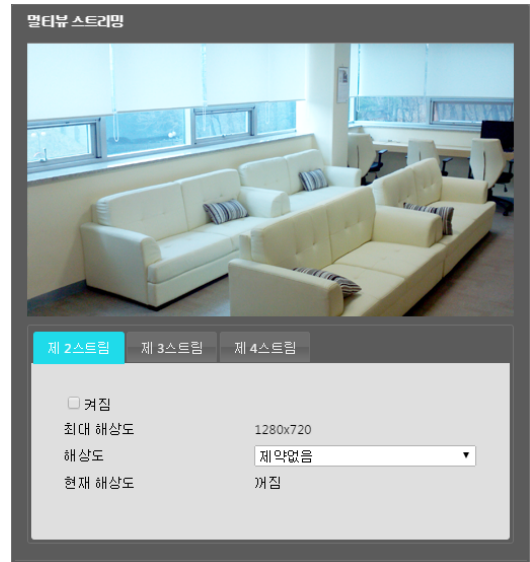 멀티뷰 스트리밍
제 2스트림 제 3스트림 제 4스트림
켜짐
최대 해상도 1280x720
해상도 제약없음
현재 해상도 꺼짐